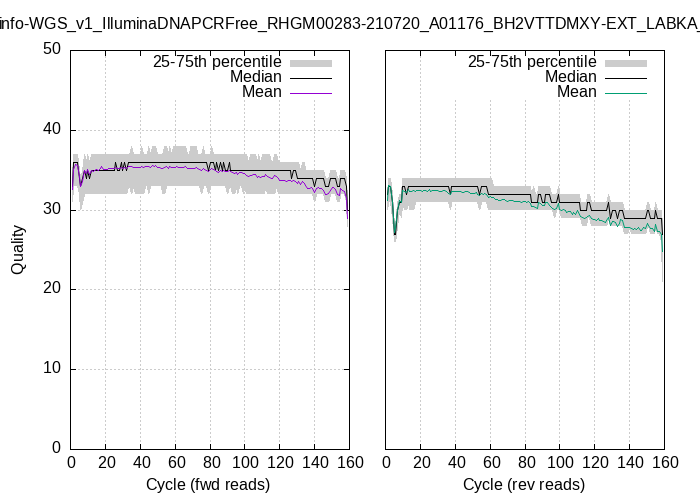 info-WGS_v1_IlluminaDNAPCRFree_RHGM00283-210720_A01176_BH2VTTDMXY-EXT_LABKA_
50
40
30
20
10
0
Quality
25-75th percentile
Median
Mean
0 20 40 60 80 100 120 140 160
Cycle (fwd reads)
25-75th percentile
Median
Mean
0 20 40 60 80 100 120 140 160
Cycle (rev reads)